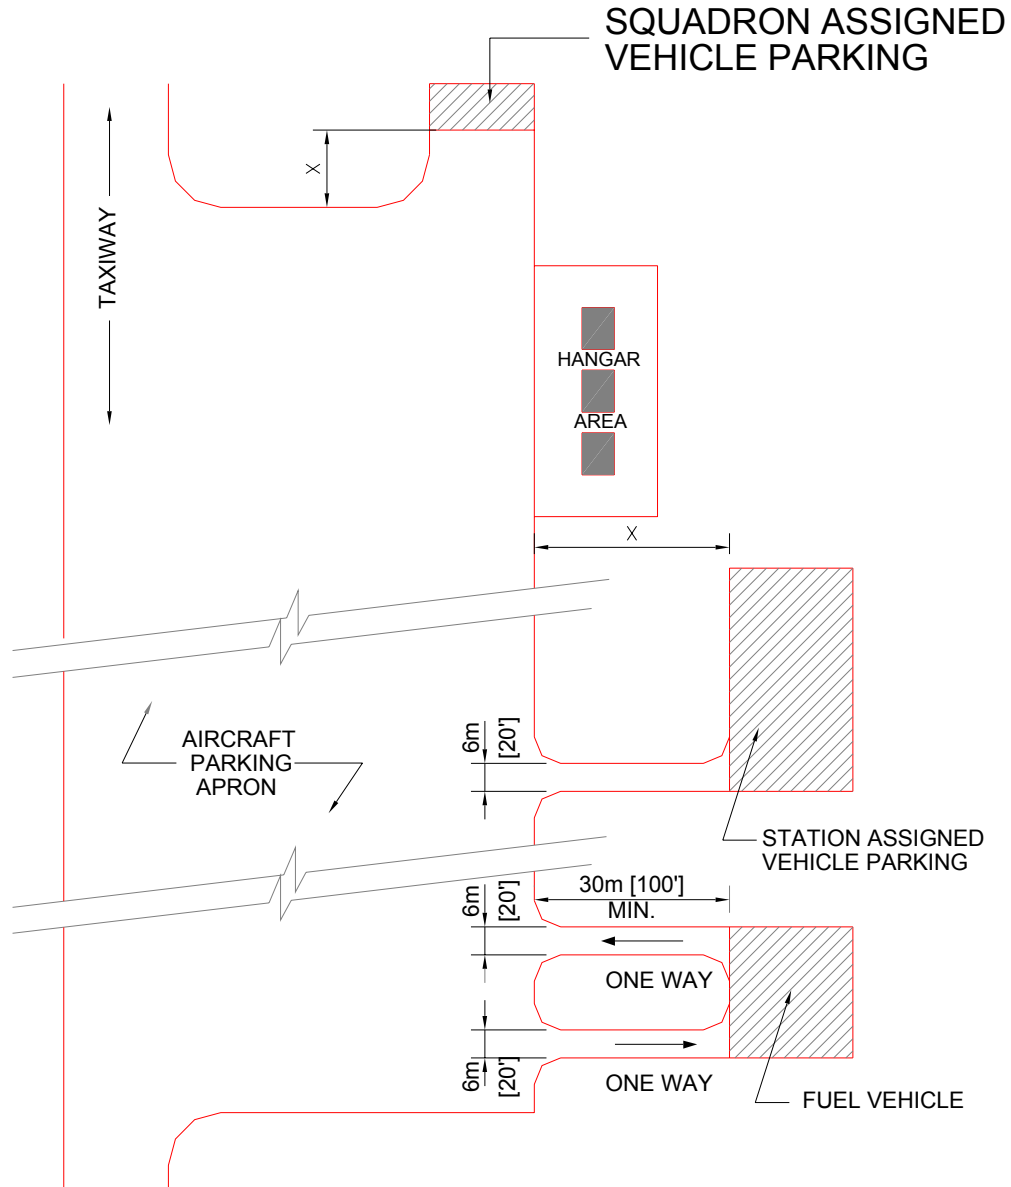 SQUADRON ASSIGNED
VEHICLE PARKING
X
TAXIWAY
HANGAR
AREA
X
6m
[20']
AIRCRAFT
PARKING
APRON
STATION ASSIGNED
VEHICLE PARKING
30m [100']
MIN.
6m
[20']
ONE WAY
6m
[20']
ONE WAY
FUEL VEHICLE